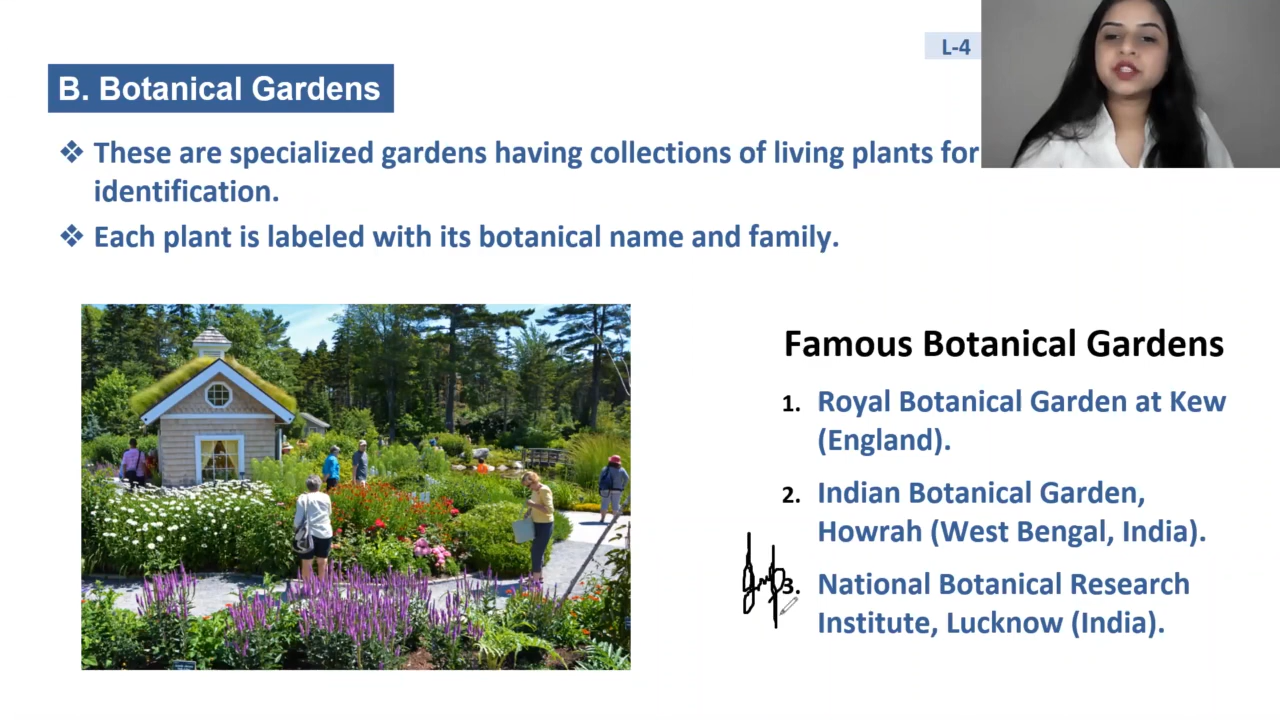 L-4
B. Botanical Gardens
❖ These are specialized gardens having collections of living plants for
identification.
❖ Each plant is labeled with its botanical name and family.
Famous Botanical Gardens
1. Royal Botanical Garden at Kew
(England).
2. Indian Botanical Garden,
Howrah (West Bengal, India).
3. National Botanical Research
Institute, Lucknow (India).